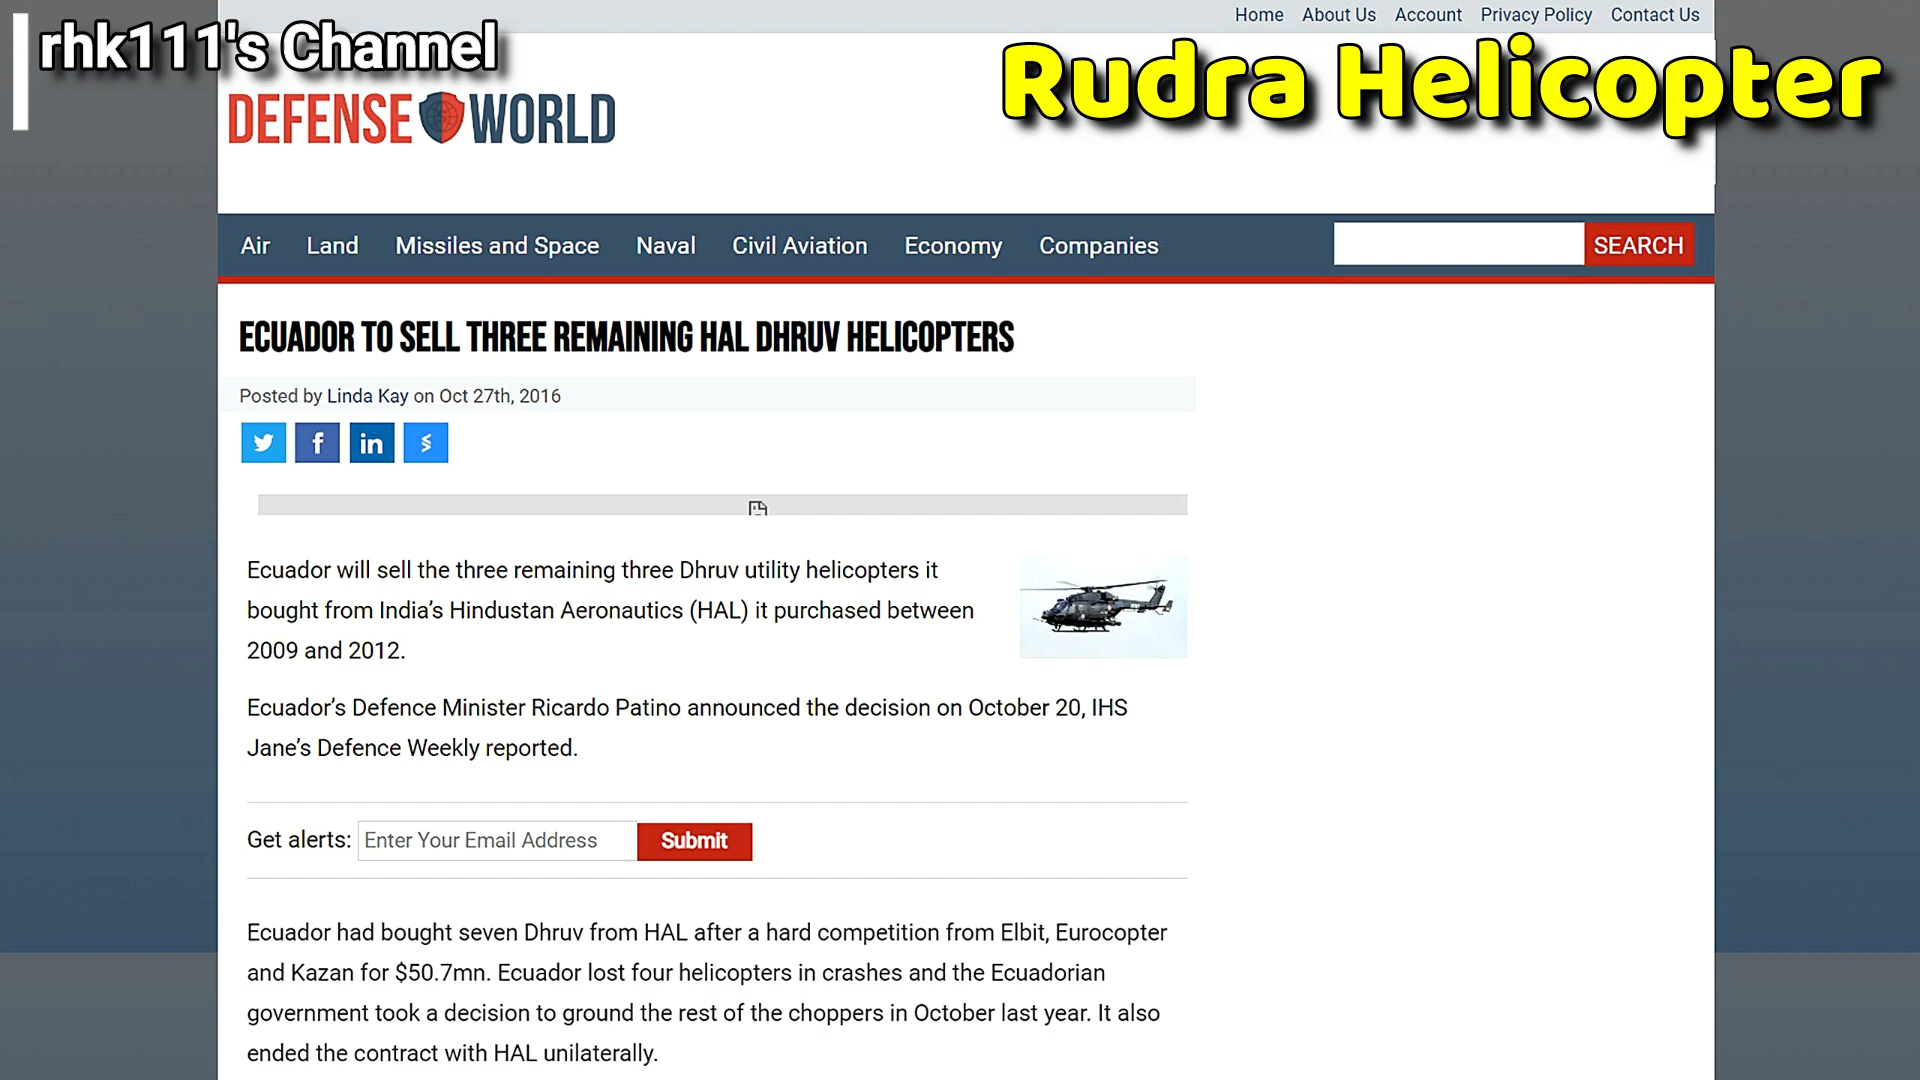 Home About Us Account Privacy Policy Contact Us
rhk111's Channel
Rudra Helicopter
DEFENSE WORLD
Air Land Missiles and Space Naval Civil Aviation Economy Companies SEARCH
ECUADOR TO SELL THREE REMAINING HAL DHRUV HELICOPTERS
Posted by Linda Kay on Oct 27th, 2016
Ecuador will sell the three remaining three Dhruv utility helicopters it
bought from India’s Hindustan Aeronautics (HAL) it purchased between
2009 and 2012.
Ecuador’s Defence Minister Ricardo Patino announced the decision on October 20, IHS
Jane’s Defence Weekly reported.
Get alerts: Enter Your Email Address Submit
Ecuador had bought seven Dhruv from HAL after a hard competition from Elbit, Eurocopter
and Kazan for $50.7mn. Ecuador lost four helicopters in crashes and the Ecuadorian
government took a decision to ground the rest of the choppers in October last year. It also
ended the contract with HAL unilaterally.